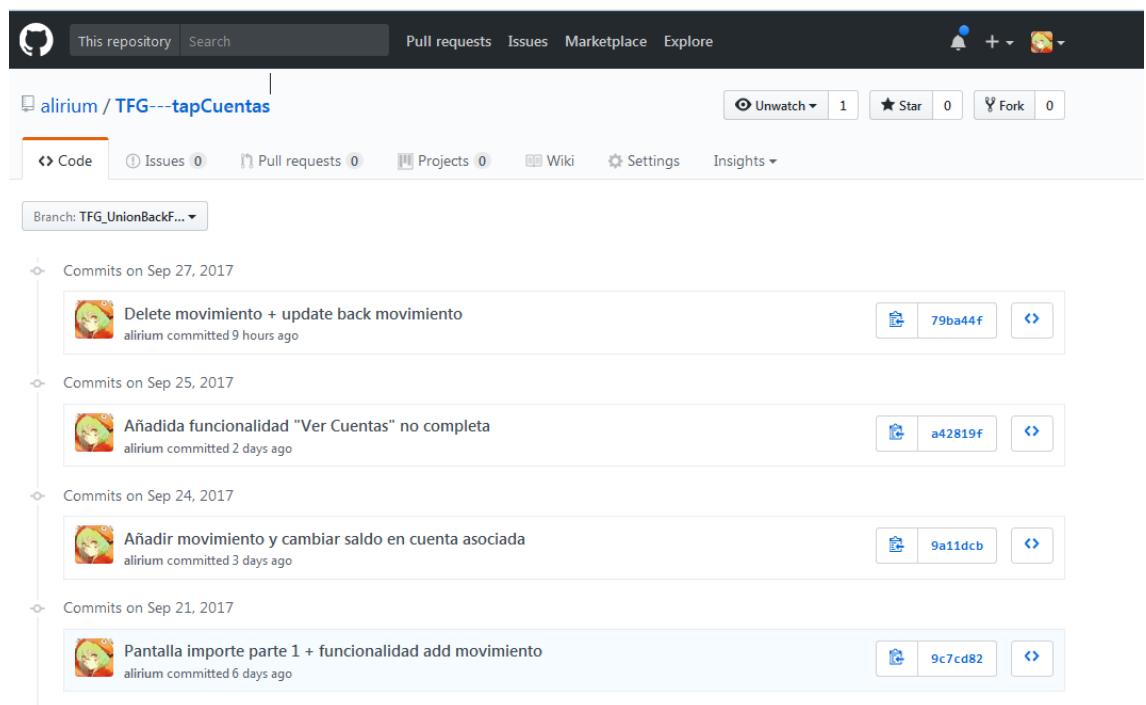 This repository Search Pull requests Issues Marketplace Explore
alirium / TFG---tapCuentas Unwatch 1 Star 0 Fork 0
Code Issues 0 Pull requests 0 Projects 0 Wiki Settings Insights
Branch: TFG_UnionBackF...
Commits on Sep 27, 2017
Delete movimiento + update back movimiento
alirium committed 9 hours ago
79ba44f
Commits on Sep 25, 2017
Añadida funcionalidad "Ver Cuentas" no completa
alirium committed 2 days ago
a42819f
Commits on Sep 24, 2017
Añadir movimiento y cambiar saldo en cuenta asociada
alirium committed 3 days ago
9a11dcb
Commits on Sep 21, 2017
Pantalla importe parte 1 + funcionalidad add movimiento
alirium committed 6 days ago
9c7cd82